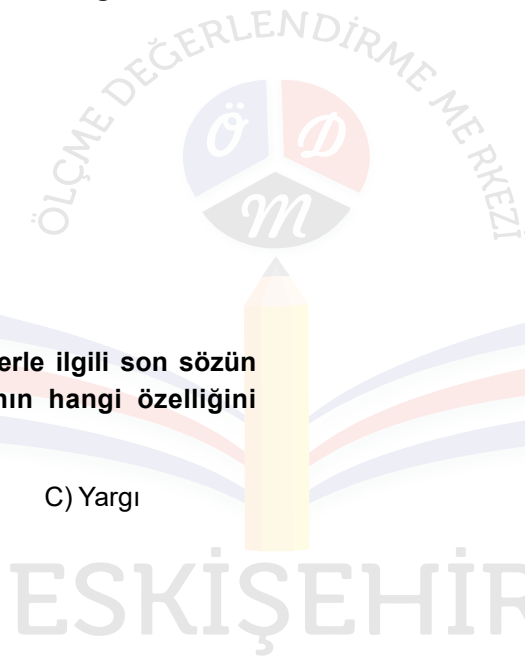 ÖLÇME DEĞERLENDİRME MERKEZİ
Ö D
m
erle ilgili son sözün
nın hangi özelliğini
C) Yargı
ESKİŞEHİR